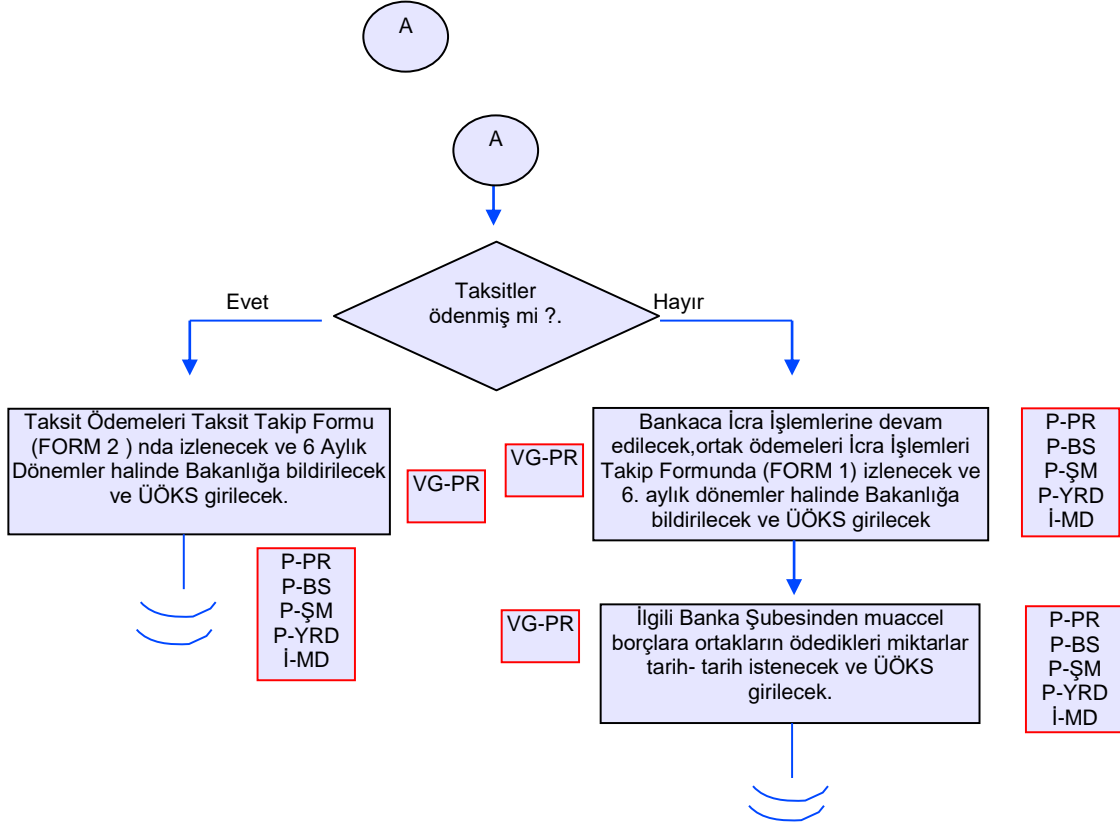 A
A
Taksitler
ödenmiş mi ?.
Evet
Hayır
Taksit Ödemeleri Taksit Takip Formu
(FORM 2 ) nda izlenecek ve 6 Aylık
Dönemler halinde Bakanlığa bildirilecek
ve ÜÖKS girilecek.
VG-PR
P-PR
P-BS
P-ŞM
P-YRD
İ-MD
VG-PR
Bankaca İcra İşlemlerine devam
edilecek,ortak ödemeleri İcra İşlemleri
Takip Formunda (FORM 1) izlenecek ve
6. aylık dönemler halinde Bakanlığa
bildirilecek ve ÜÖKS girilecek
P-PR
P-BS
P-ŞM
P-YRD
İ-MD
VG-PR
İlgili Banka Şubesinden muaccel
borçlara ortakların ödedikleri miktarlar
tarih- tarih istenecek ve ÜÖKS
girilecek.
P-PR
P-BS
P-ŞM
P-YRD
İ-MD